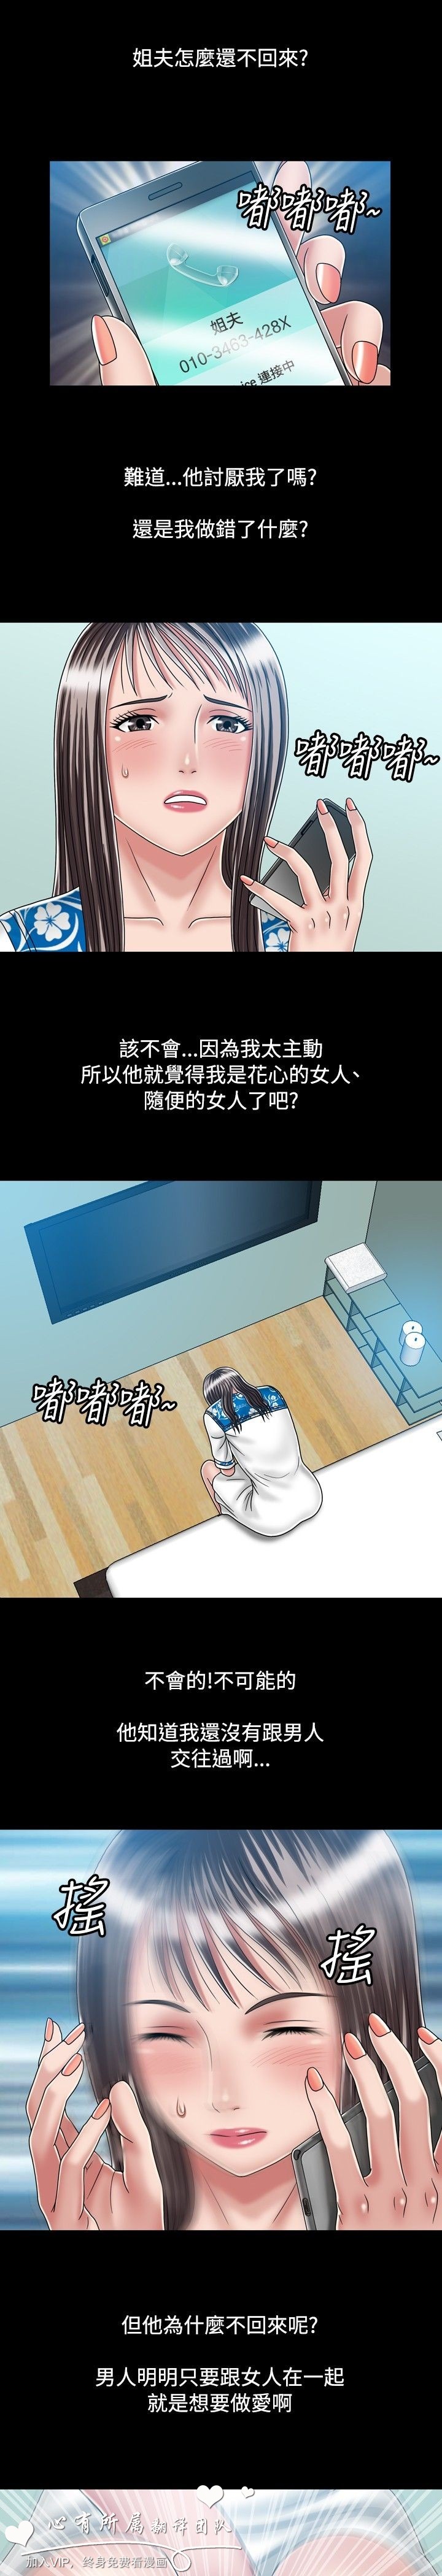 姐夫怎麼還不回來?
嘟嘟嘟~
姐夫
010-3463-428X
ice 連接中
難道...他討厭我了嗎?
還是我做錯了什麼?
嘟嘟嘟~
該不會...因為我太主動
所以他就覺得我是花心的女人、
隨便的女人了吧?
嘟嘟嘟~
不會的!不可能的
他知道我還沒有跟男人
交往過啊...
搖
搖
但他為什麼不回來呢?
男人明明只要跟女人在一起
就是想要做愛啊
心有所属翻译团队
加入VIP，终身免费看漫画